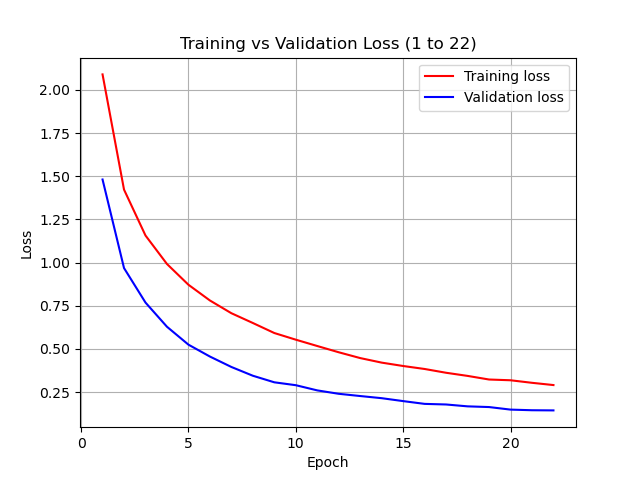 Training vs Validation Loss (1 to 22)
Training loss
Validation loss
2.00
1.75
1.50
1.25
1.00
0.75
0.50
0.25
Loss
0 5 10 15 20
Epoch